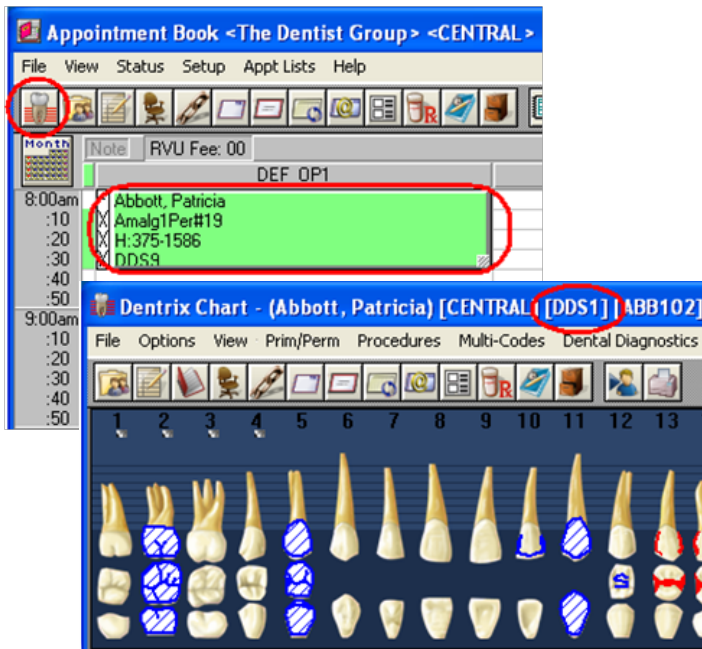 Appointment Book <The Dentist Group> <CENTRAL>
File View Status Setup Appt Lists Help
Month
Note RVU Fee: 00
DEF OP1
8:00am
:10
:20
:30
:40
:50
9:00am
:10
:20
:30
:40
:50
Abbott, Patricia
X Amalg1Per#19
X H:375-1586
X DDS9
Dentrix Chart - (Abbott, Patricia) [CENTRAL] [DDS1] [ABB102]
File Options View Prim/Perm Procedures Multi-Codes Dental Diagnostics
R
R
1 2 3 4 5 6 7 8 9 10 11 12 13
S